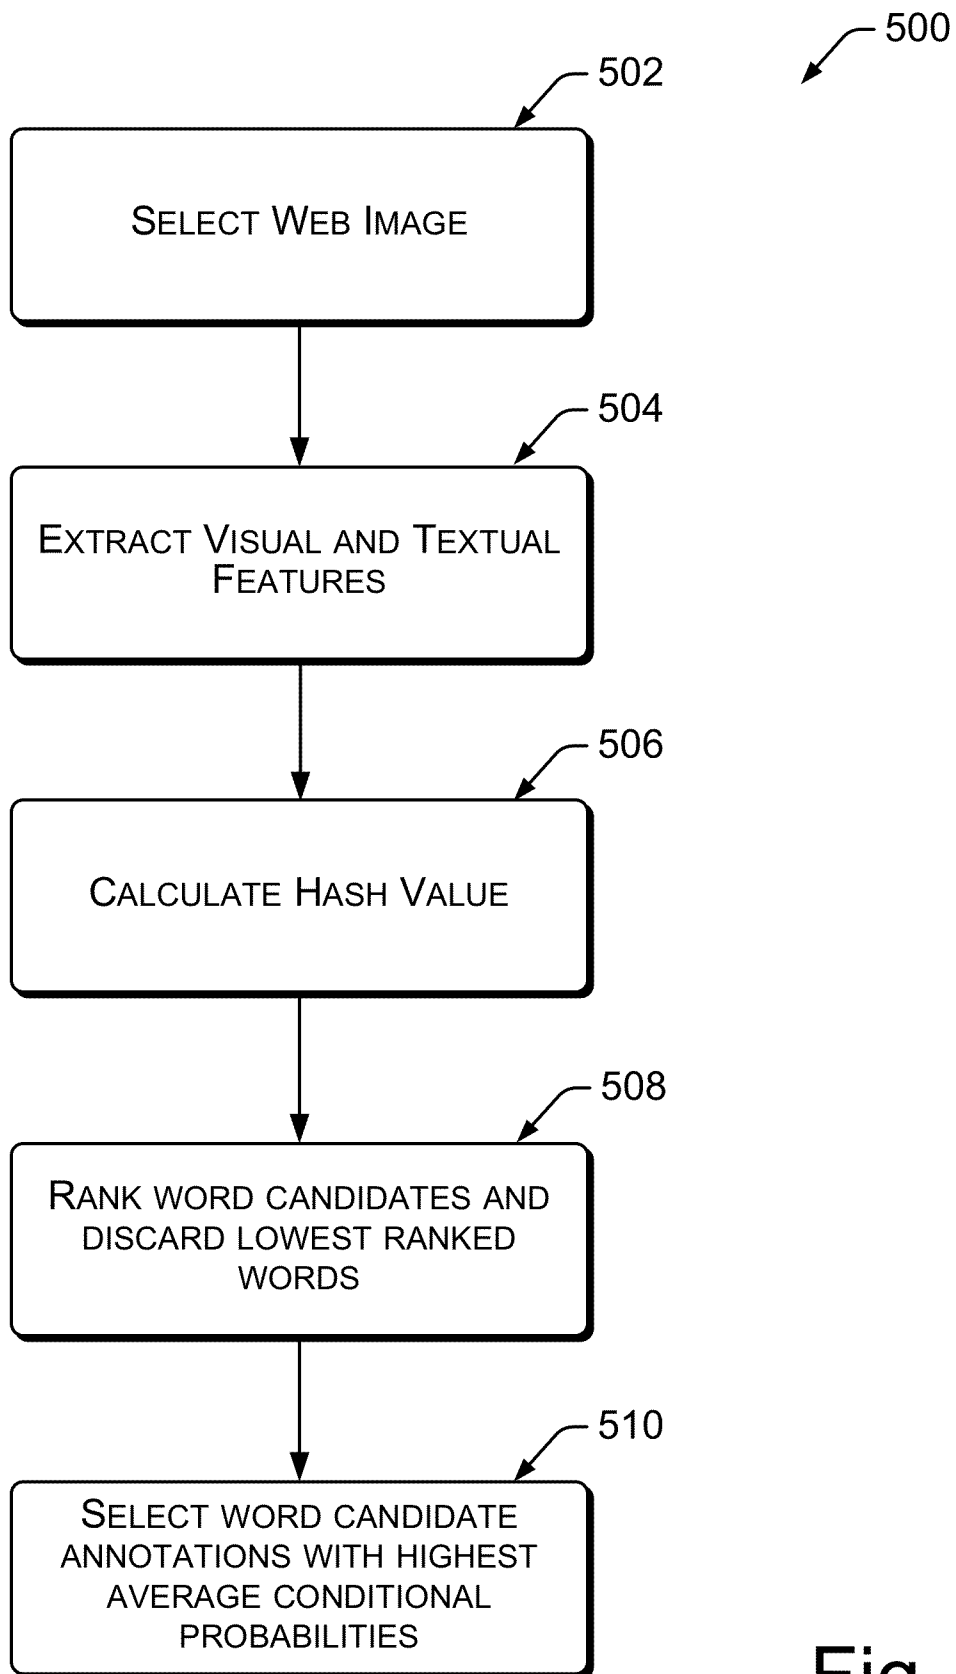 500
502
SELECT WEB IMAGE
504
EXTRACT VISUAL AND TEXTUAL
FEATURES
506
CALCULATE HASH VALUE
508
RANK WORD CANDIDATES AND
DISCARD LOWEST RANKED
WORDS
510
SELECT WORD CANDIDATE
ANNOTATIONS WITH HIGHEST
AVERAGE CONDITIONAL
PROBABILITIES
Fig